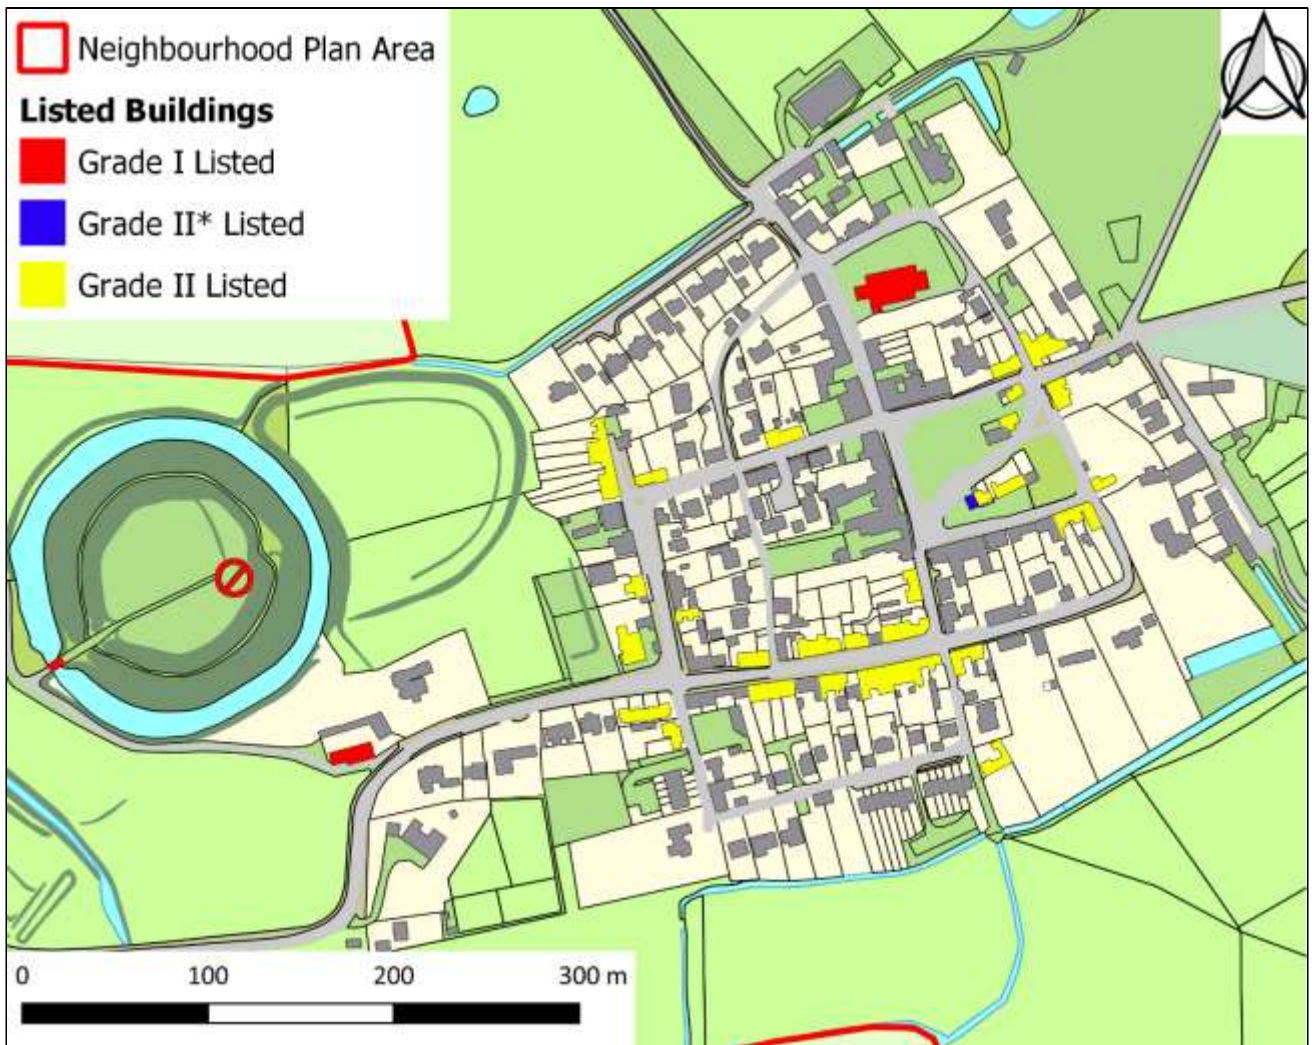 Neighbourhood Plan Area
Listed Buildings
Grade I Listed
Grade II* Listed
Grade II Listed
0 100 200 300 m